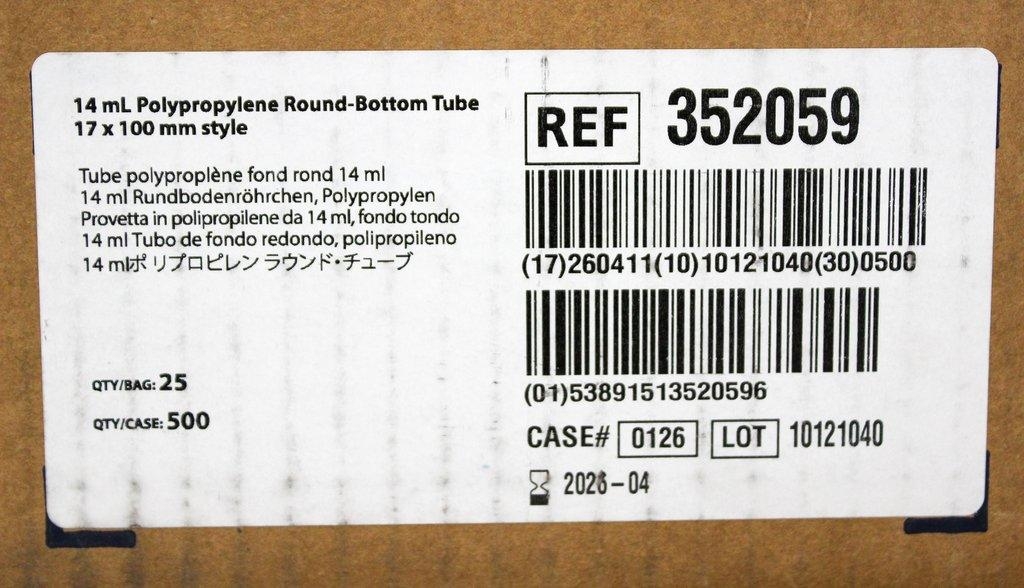 14 mL Polypropylene Round-Bottom Tube
17 x 100 mm style
Tube polyproplène fond rond 14 ml
14 ml Rundbodenröhrchen, Polypropylen
Provetta in polipropilene da 14 ml, fondo tondo
14 ml Tubo de fondo redondo, polipropileno
14 mlポ リプロピレン ラウンド・チューブ
QTY/BAG: 25
QTY/CASE: 500
REF 352059
(17)260411(10)10121040(30)0500
(01)53891513520596
CASE# 0126 LOT 10121040
2026-04